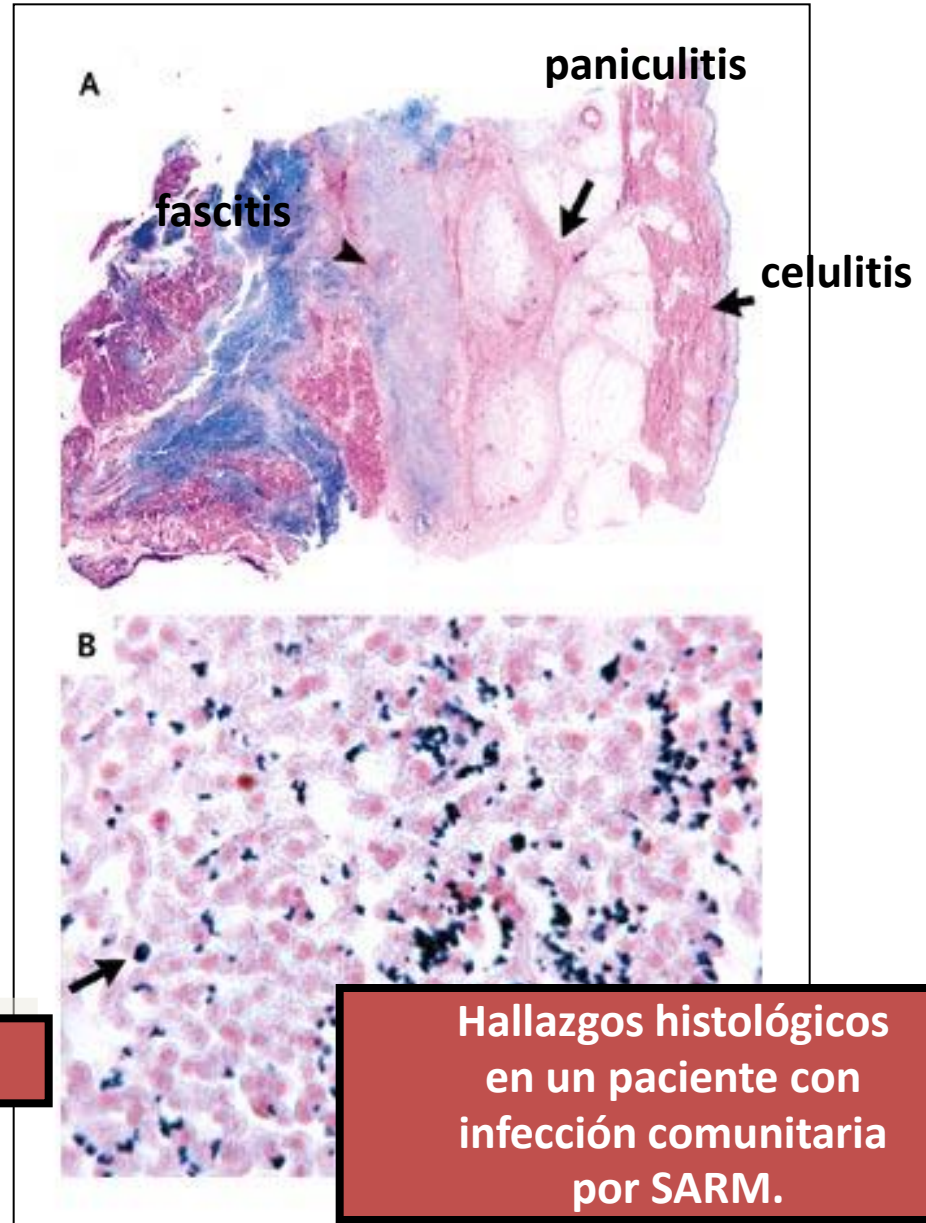 A
paniculitis
fascitis
celulitis
B
Hallazgos histológicos
en un paciente con
infección comunitaria
por SARM.